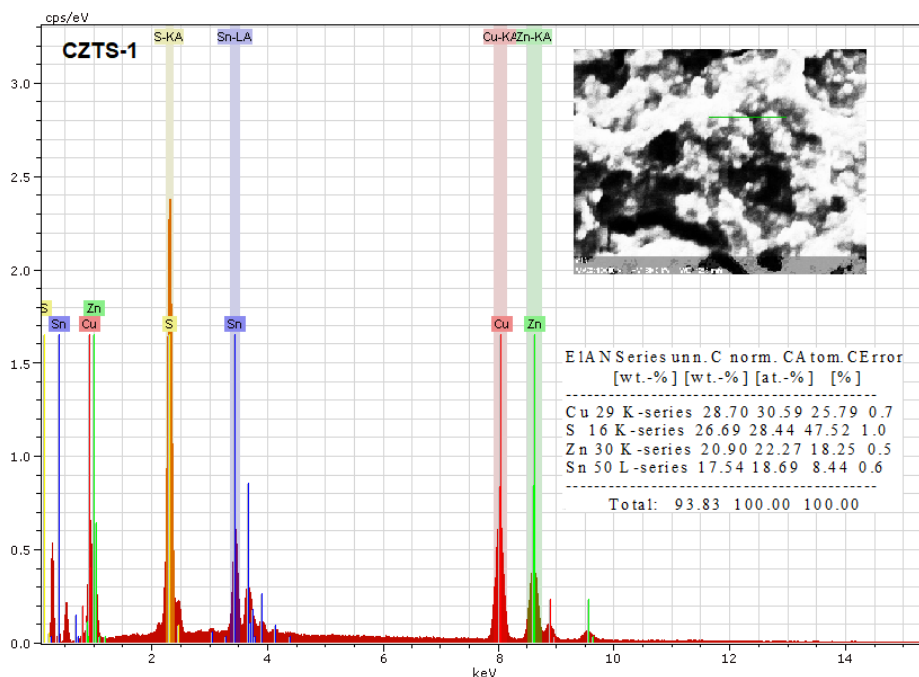 cps/eV
CZTS-1
S-KA Sn-LA Cu-KA Zn-KA
3.0
2.5
2.0
1.5
1.0
0.5
0.0
S Sn Cu Zn S Sn Cu Zn
El AN Series unn. C norm. C Atom. C Error
[wt.-%] [wt.-%] [at.-%] [%]
Cu 29 K-series 28.70 30.59 25.79 0.7
S 16 K-series 26.69 28.44 47.52 1.0
Zn 30 K-series 20.90 22.27 18.25 0.5
Sn 50 L-series 17.54 18.69 8.44 0.6
Total: 93.83 100.00 100.00
2 4 6 8 10 12 14
keV